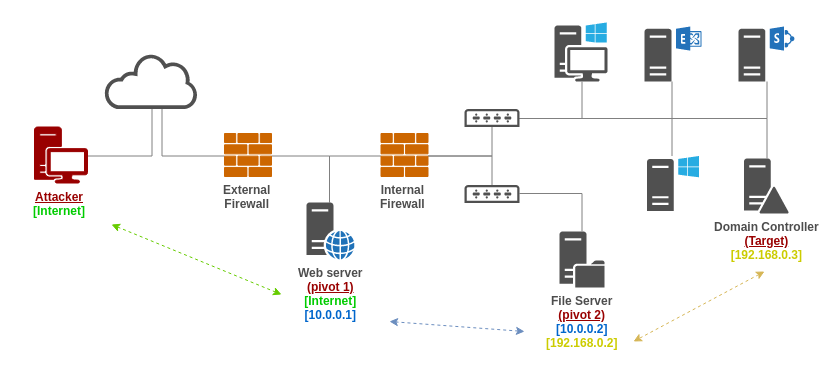 E
S
Attacker
[Internet]
External
Firewall
Internal
Firewall
Web server
(pivot 1)
[Internet]
[10.0.0.1]
File Server
(pivot 2)
[10.0.0.2]
[192.168.0.2]
Domain Controller
(Target)
[192.168.0.3]